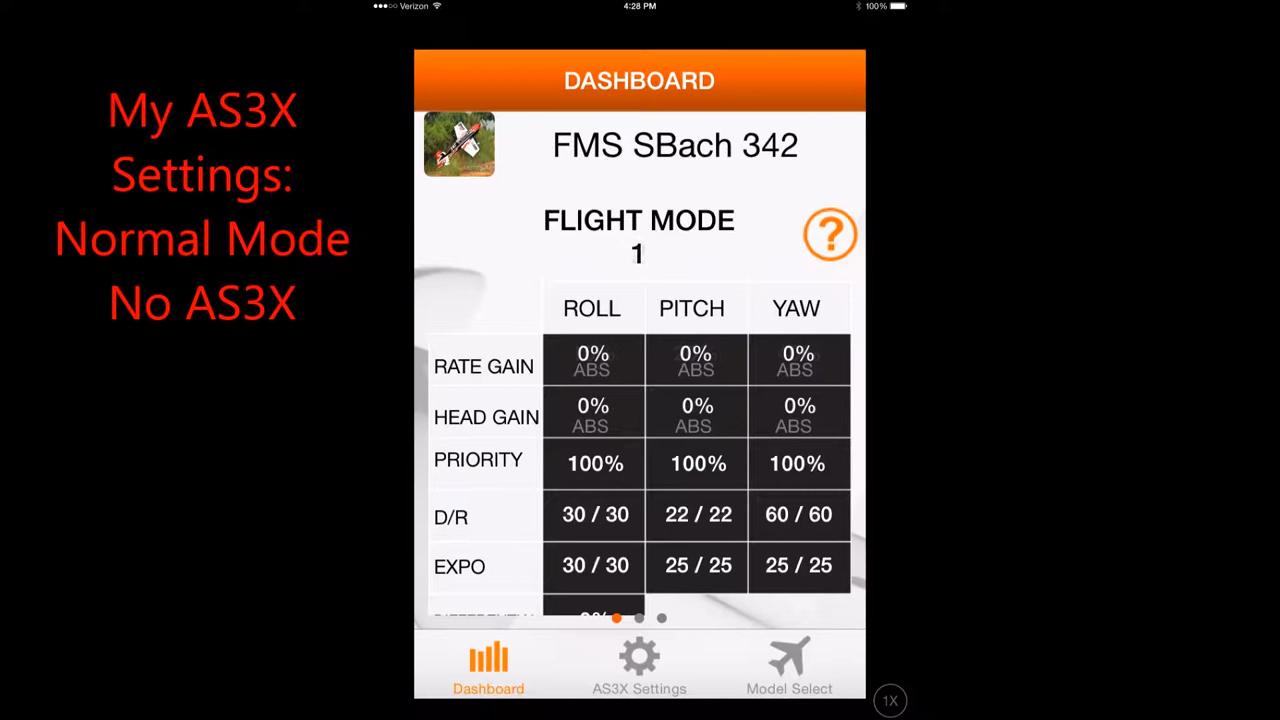 Verizon 4:28 PM 100%
My AS3X
Settings:
Normal Mode
No AS3X
DASHBOARD
FMS SBach 342
FLIGHT MODE
1
?
ROLL PITCH YAW
RATE GAIN 0% ABS 0% ABS 0% ABS
HEAD GAIN 0% ABS 0% ABS 0% ABS
PRIORITY 100% 100% 100%
D/R 30 / 30 22 / 22 60 / 60
EXPO 30 / 30 25 / 25 25 / 25
Dashboard AS3X Settings Model Select
1X